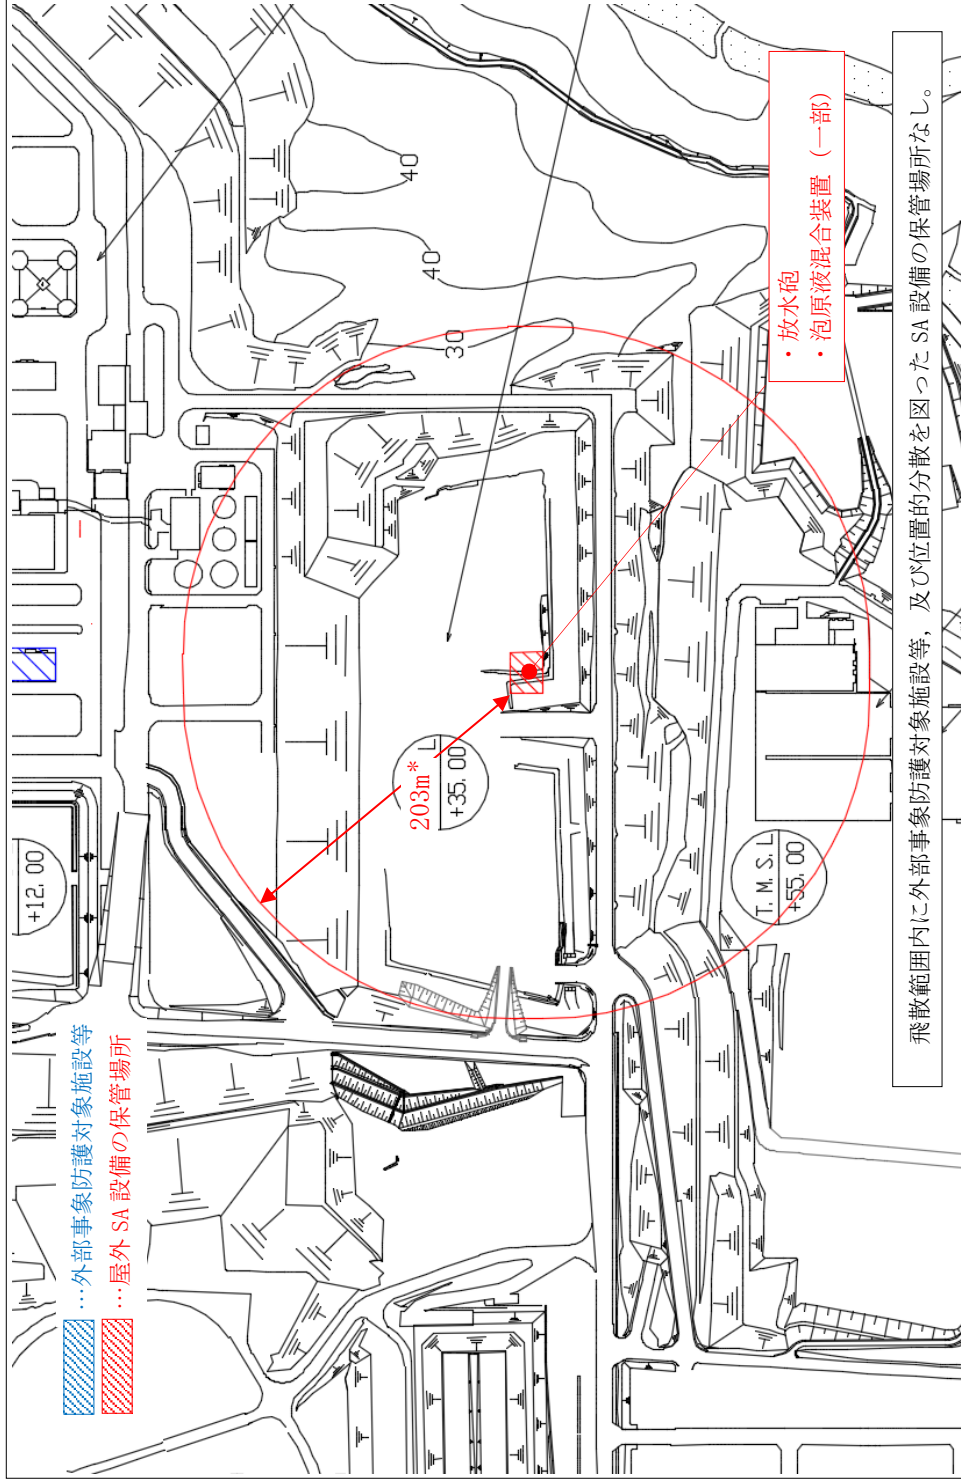 …外部事象防護対象施設等
…屋外 SA 設備の保管場所
+12.00
203m*
L
+35.00
T.M.S.L
+55.00
30
40
40
・放水砲
・泡原液混合装置（一部）
飛散範囲内に外部事象防護対象施設等，及び位置的分散を図った SA 設備の保管場所なし。